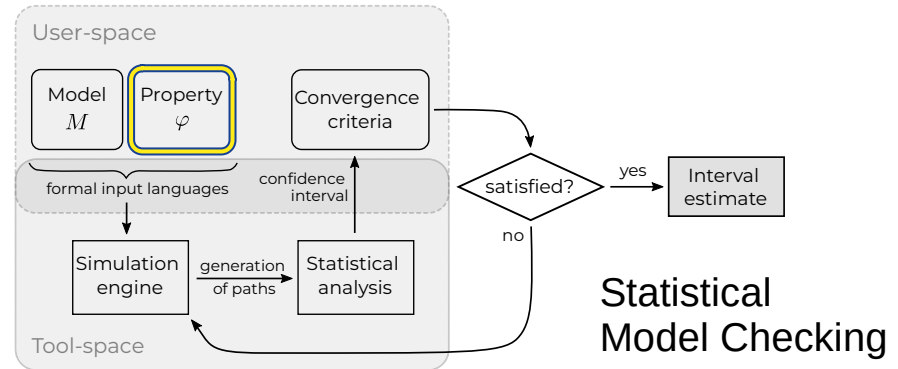 User-space
Model
M
Property
φ
Convergence
criteria
formal input languages
confidence
interval
satisfied?
yes
no
Interval
estimate
Simulation
engine
generation
of paths
Statistical
analysis
Tool-space
Statistical
Model Checking